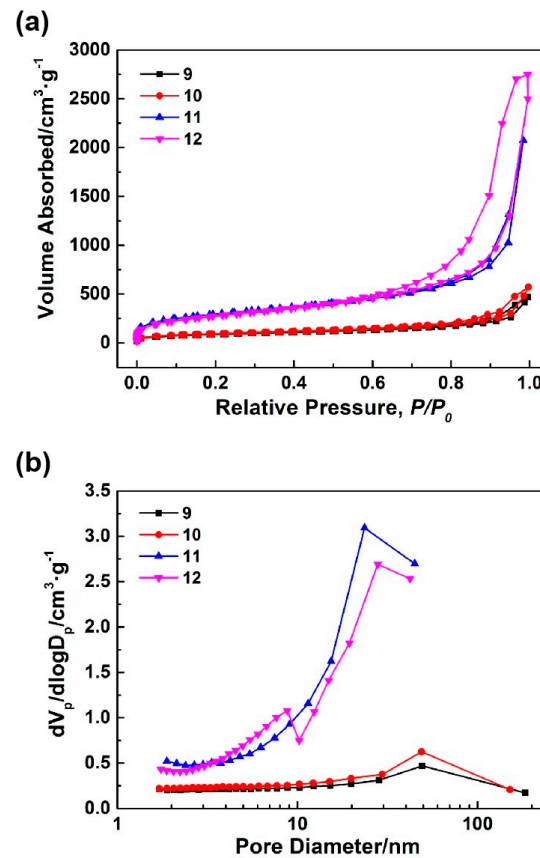 (a)
3000
2500
2000
1500
1000
500
0
Volume Absorbed/cm³·g⁻¹
9
10
11
12
0.0 0.2 0.4 0.6 0.8 1.0
Relative Pressure, P/P₀
(b)
3.5
3.0
2.5
2.0
1.5
1.0
0.5
0.0
dVₚ/dlogDₚ/cm³·g⁻¹
9
10
11
12
1 10 100
Pore Diameter/nm